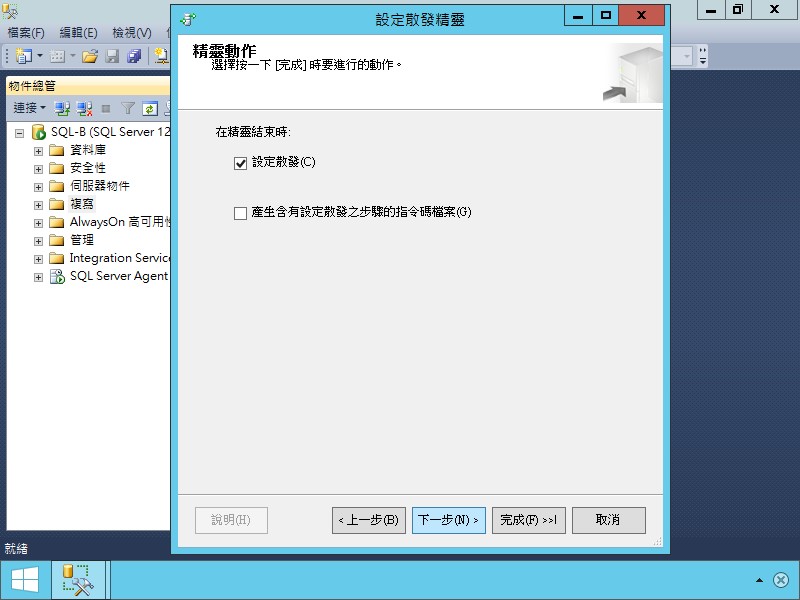 設定散發精靈
檔案(F) 編輯(E) 檢視(V)
精靈動作
選擇按一下 [完成] 時要進行的動作。
物件總管
連接
在精靈結束時:
SQL-B (SQL Server 12
設定散發(C)
資料庫
安全性
伺服器物件
複寫
產生含有設定散發之步驟的指令碼檔案(G)
AlwaysOn 高可用性
管理
Integration Service
SQL Server Agent
說明(H) <上一步(B) 下一步(N)> 完成(F) >>| 取消
就緒